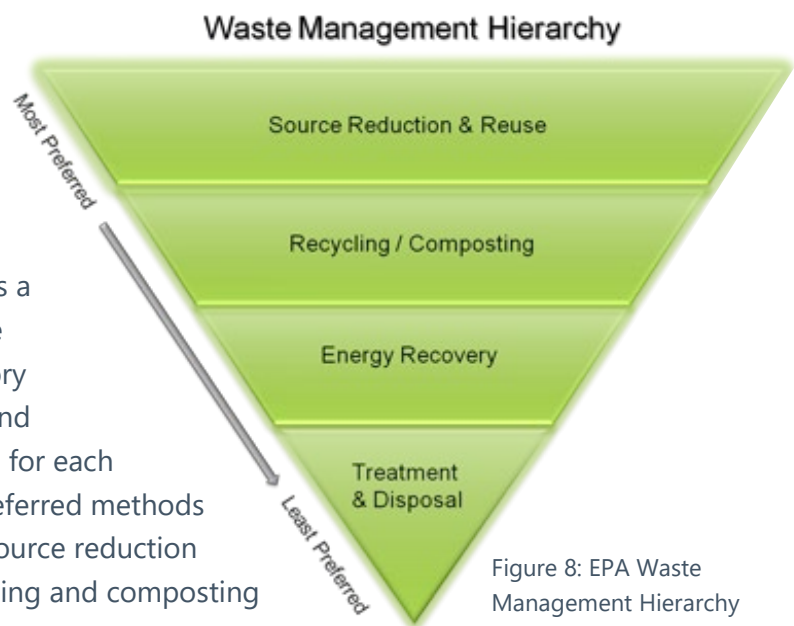 Waste Management Hierarchy
Most Preferred
Source Reduction & Reuse
Recycling / Composting
Energy Recovery
Treatment
& Disposal
Least Preferred
s a
ory
nd
for each
eferred methods
ource reduction
ing and composting
Figure 8: EPA Waste
Management Hierarchy